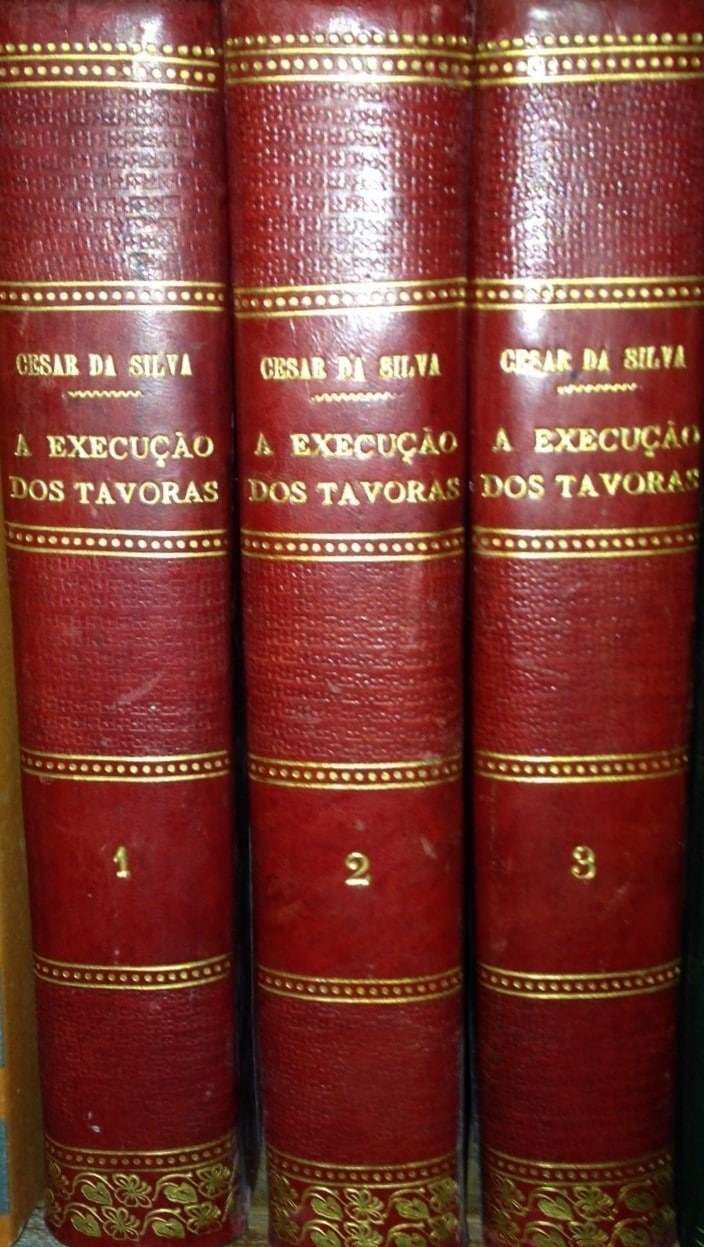 CESAR DA SILVA
A EXECUÇÃO
DOS TAVORAS
1
CESAR DA SILVA
A EXECUÇÃO
DOS TAVORAS
2
CESAR DA SILVA
A EXECUÇÃO
DOS TAVORAS
3